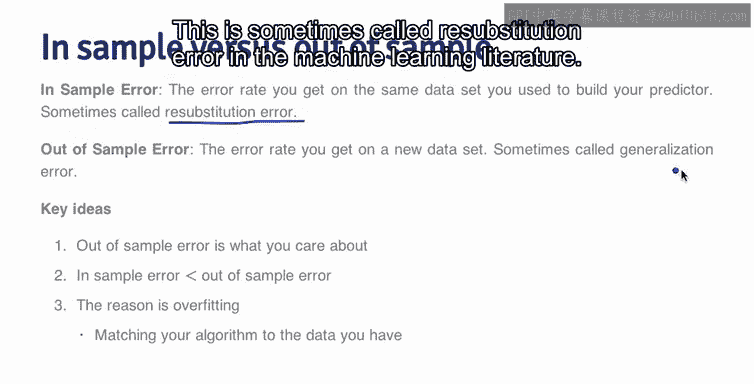 In sample versus out of sample
This is sometimes called resubstitution
error in the machine learning literature.
In Sample Error: The error rate you get on the same data set you used to build your predictor.
Sometimes called resubstitution error.
Out of Sample Error: The error rate you get on a new data set. Sometimes called generalization
error.
Key ideas
1. Out of sample error is what you care about
2. In sample error < out of sample error
3. The reason is overfitting
· Matching your algorithm to the data you have